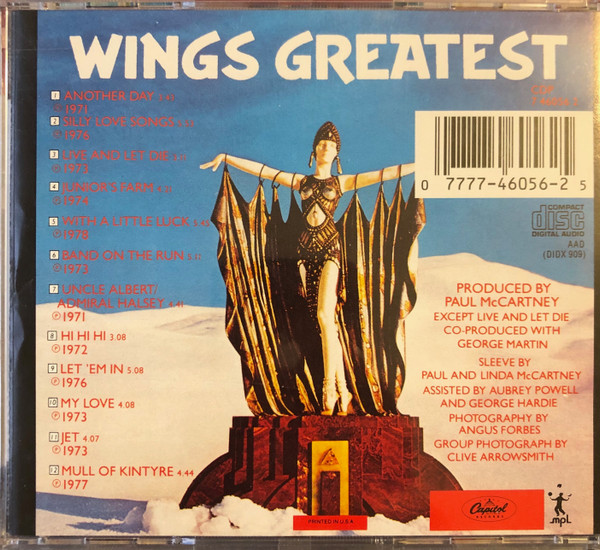 WINGS GREATEST
1 ANOTHER DAY
℗ 1971
2 SILLY LOVE SONGS
℗ 1976
3 LIVE AND LET DIE
℗ 1973
4 JUNIOR'S FARM
℗ 1974
5 WITH A LITTLE LUCK 5.45
℗ 1978
6 BAND ON THE RUN
℗ 1973
7 UNCLE ALBERT/
ADMIRAL HALSEY 4.41
℗ 1971
8 HI HI HI 3.08
℗ 1972
9 LET 'EM IN 5.08
℗ 1976
10 MY LOVE 4.08
℗ 1973
11 JET 4.07
℗ 1973
12 MULL OF KINTYRE 4.44
℗ 1977
CDP
0 7777-46056-2 5
COMPACT
disc
DIGITAL AUDIO
AAD
(DIDX 909)
PRODUCED BY
PAUL McCARTNEY
EXCEPT LIVE AND LET DIE
CO-PRODUCED WITH
GEORGE MARTIN
SLEEVE BY
PAUL AND LINDA McCARTNEY
ASSISTED BY AUBREY POWELL
AND GEORGE HARDIE
PHOTOGRAPHY BY
ANGUS FORBES
GROUP PHOTOGRAPH BY
CLIVE ARROWSMITH
PRINTED IN U.S.A.
Capitol
RECORDS
mpl